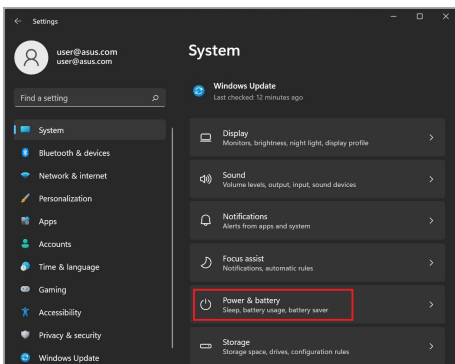 Settings
user@asus.com
user@asus.com
Find a setting
System
Bluetooth & devices
Network & internet
Personalization
Apps
Accounts
Time & language
Gaming
Accessibility
Privacy & security
Windows Update
System
Windows Update
Last checked: 12 minutes ago
Display
Monitors, brightness, night light, display profile
Sound
Volume levels, output, input, sound devices
Notifications
Alerts from apps and system
Focus assist
Notifications, automatic rules
Power & battery
Sleep, battery usage, battery saver
Storage
Storage space, drives, configuration rules